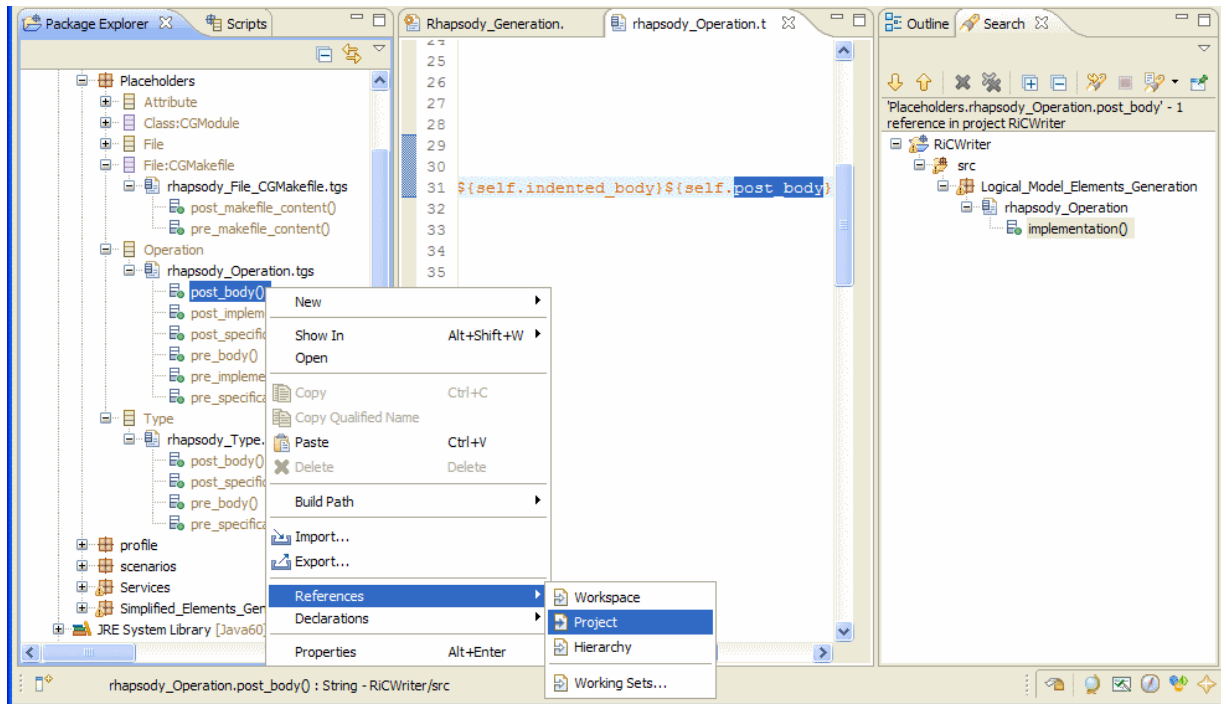 Package Explorer
Scripts
Placeholders
Attribute
Class:CGModule
File
File:CGMakefile
rhapsody_File_CGMakefile.tgs
post_makefile_content()
pre_makefile_content()
Operation
rhapsody_Operation.tgs
post_body()
post_implem
post_specific
pre_body()
pre_impleme
pre_specifica
Type
rhapsody_Type.
post_body()
post_specific
pre_body()
pre_specifica
profile
scenarios
Services
Simplified_Elements_Gen
JRE System Library [Java60]
Rhapsody_Generation.
rhapsody_Operation.t
24
25
26
27
28
29
30
31 ${self.indented_body}${self.post_body}
32
33
34
35
New
Show In Alt+Shift+W
Open
Copy Ctrl+C
Copy Qualified Name
Paste Ctrl+V
Delete Delete
Build Path
Import...
Export...
References
Declarations
Properties Alt+Enter
Workspace
Project
Hierarchy
Working Sets...
Outline
Search
'Placeholders.rhapsody_Operation.post_body' - 1
reference in project RiCWriter
RiCWriter
src
Logical_Model_Elements_Generation
rhapsody_Operation
implementation()
rhapsody_Operation.post_body() : String - RiCWriter/src